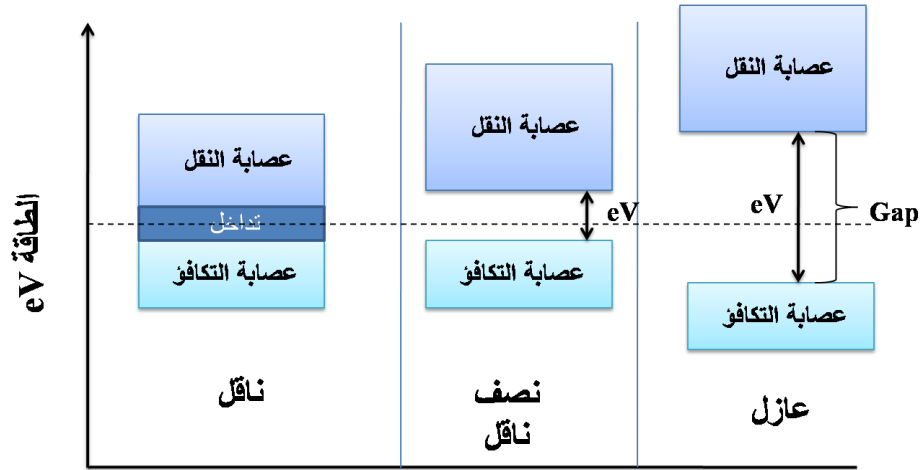 عصابة النقل
عصابة النقل
عصابة النقل
eV
eV
Gap
تداخل
عصابة التكافؤ
عصابة التكافؤ
عصابة التكافؤ
الطاقة eV
ناقل
نصف
ناقل
عازل